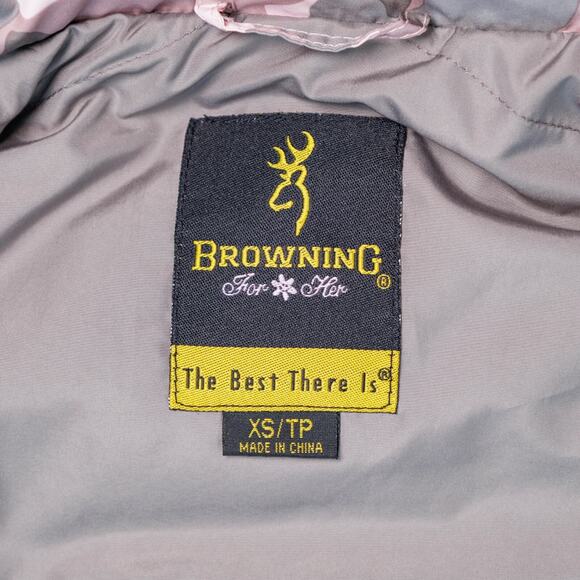 BROWNING®
For Her
The Best There Is®
XS/TP
MADE IN CHINA